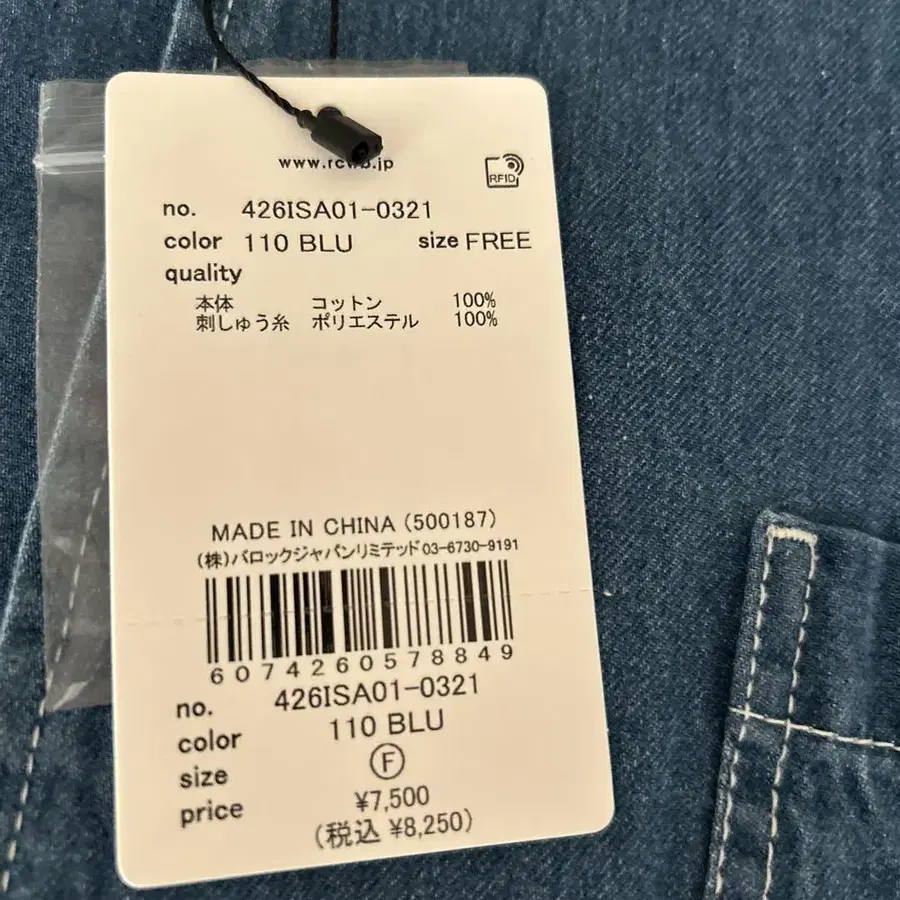 www.rcwb.jp
RFID
no. 426ISA01-0321
color 110 BLU size FREE
quality
本体 コットン 100%
刺しゅう糸 ポリエステル 100%
MADE IN CHINA (500187)
(株)バロックジャパンリミテッド 03-6730-9191
6074260578849
no. 426ISA01-0321
color 110 BLU
size Ⓕ
price ¥7,500
(税込 ¥8,250)